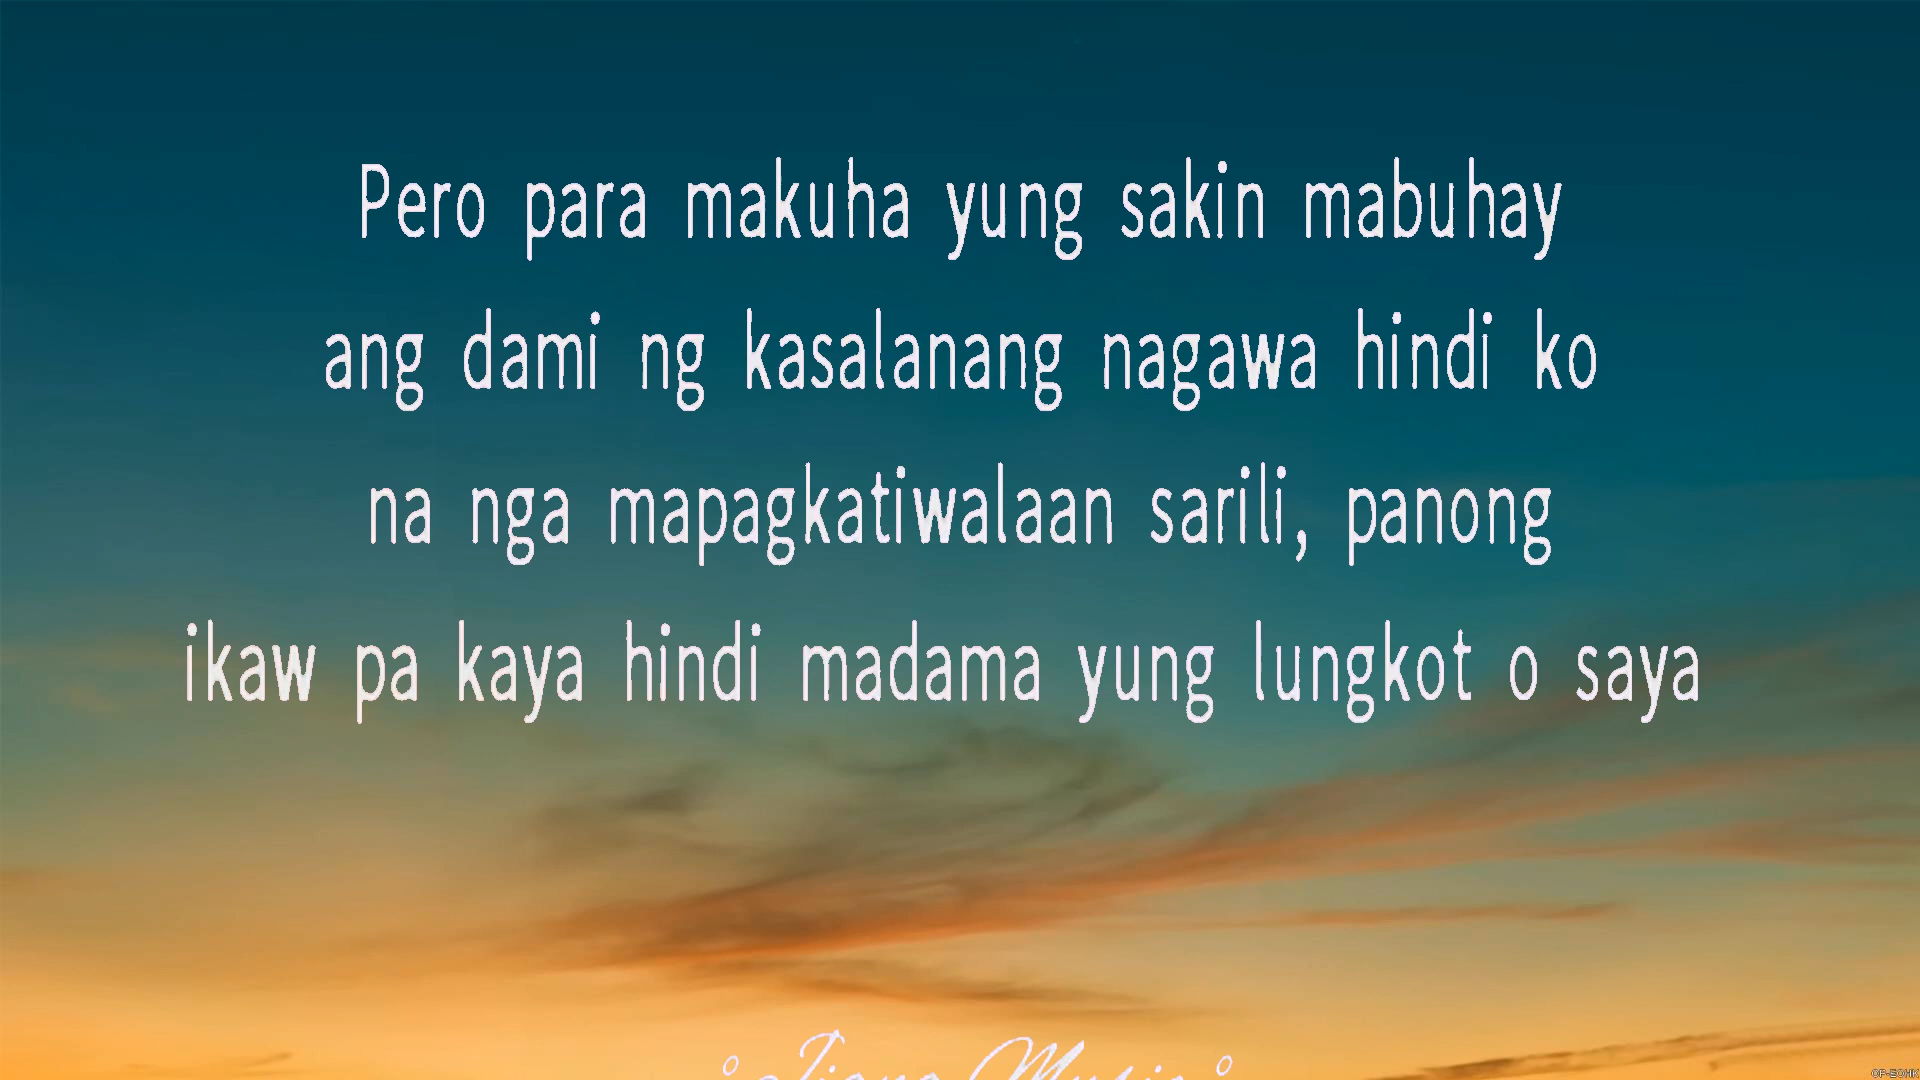 Pero para makuha yung sakin mabuhay
ang dami ng kasalanang nagawa hindi ko
na nga mapagkatiwalaan sarili, panong
ikaw pa kaya hindi madama yung lungkot o saya